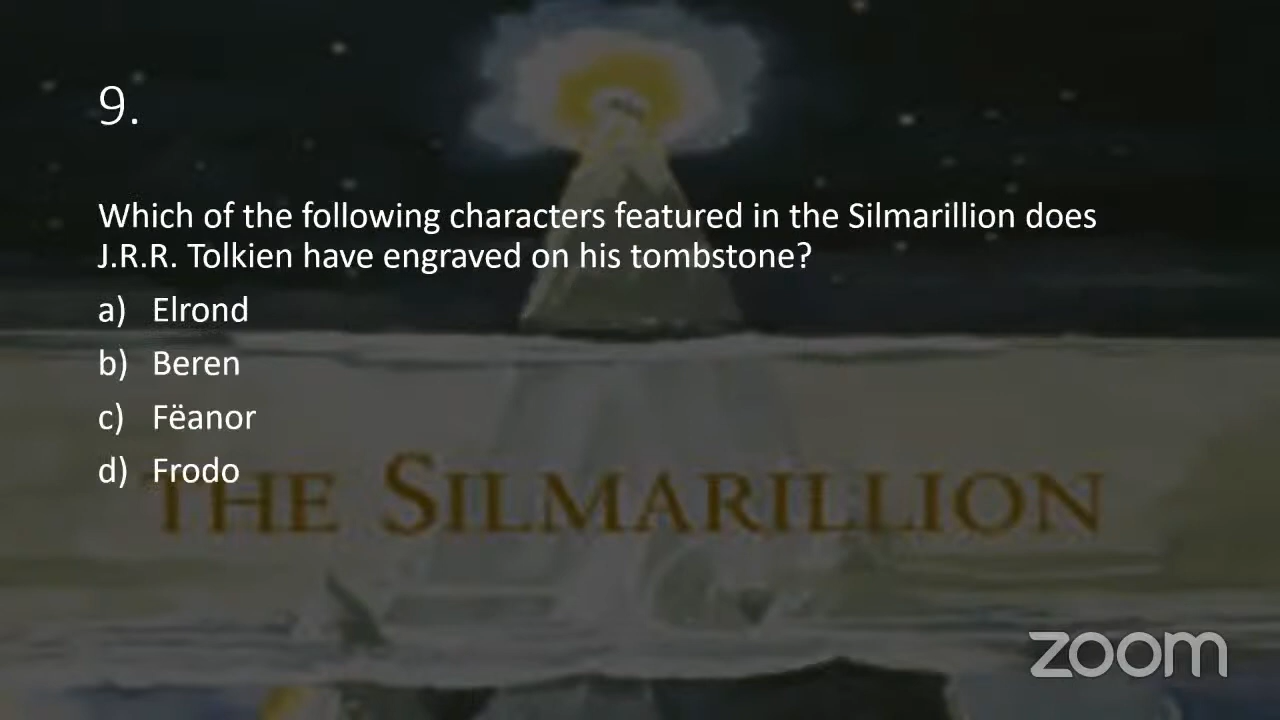 9.
Which of the following characters featured in the Silmarillion does
J.R.R. Tolkien have engraved on his tombstone?
a) Elrond
b) Beren
c) Fëanor
d) Frodo
THE SILMARILLION
zoom